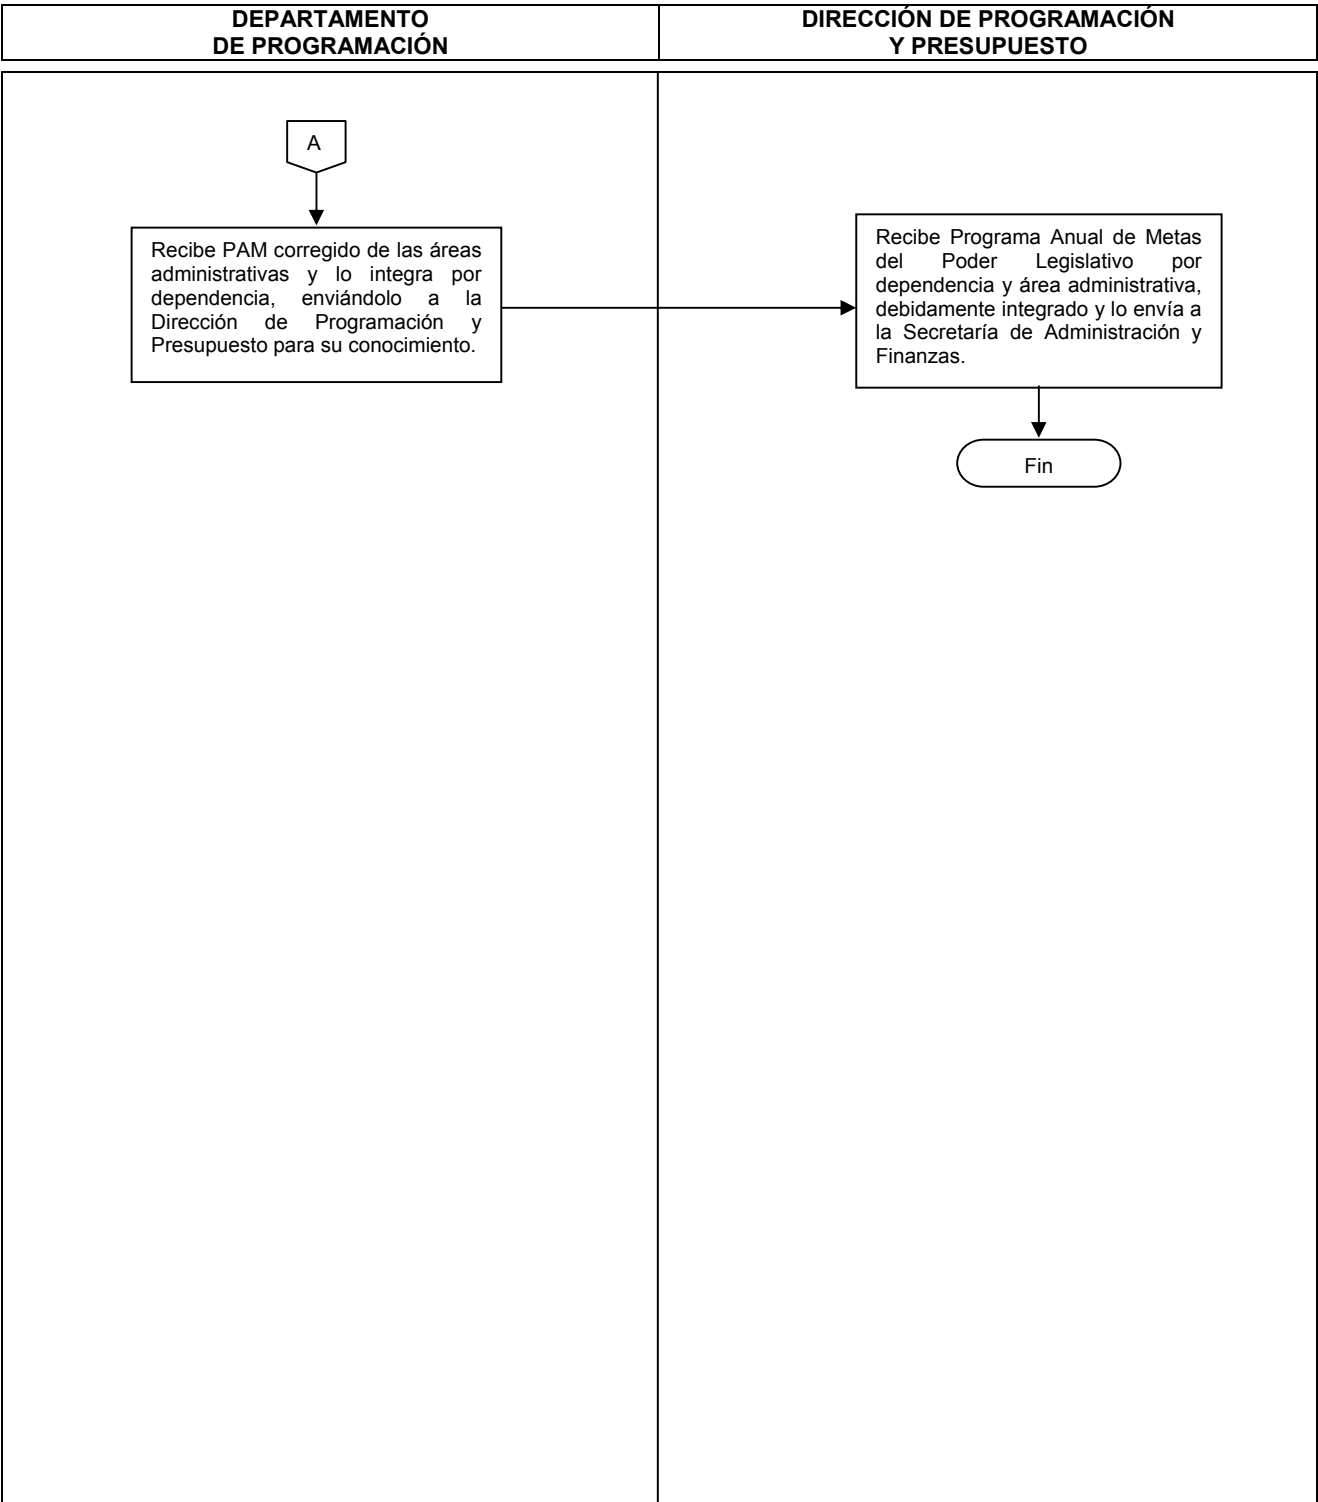 DEPARTAMENTO
DE PROGRAMACIÓN
DIRECCIÓN DE PROGRAMACIÓN
Y PRESUPUESTO
A
Recibe PAM corregido de las áreas
administrativas y lo integra por
dependencia, enviándolo a la
Dirección de Programación y
Presupuesto para su conocimiento.
Recibe Programa Anual de Metas
del Poder Legislativo por
dependencia y área administrativa,
debidamente integrado y lo envía a
la Secretaría de Administración y
Finanzas.
Fin